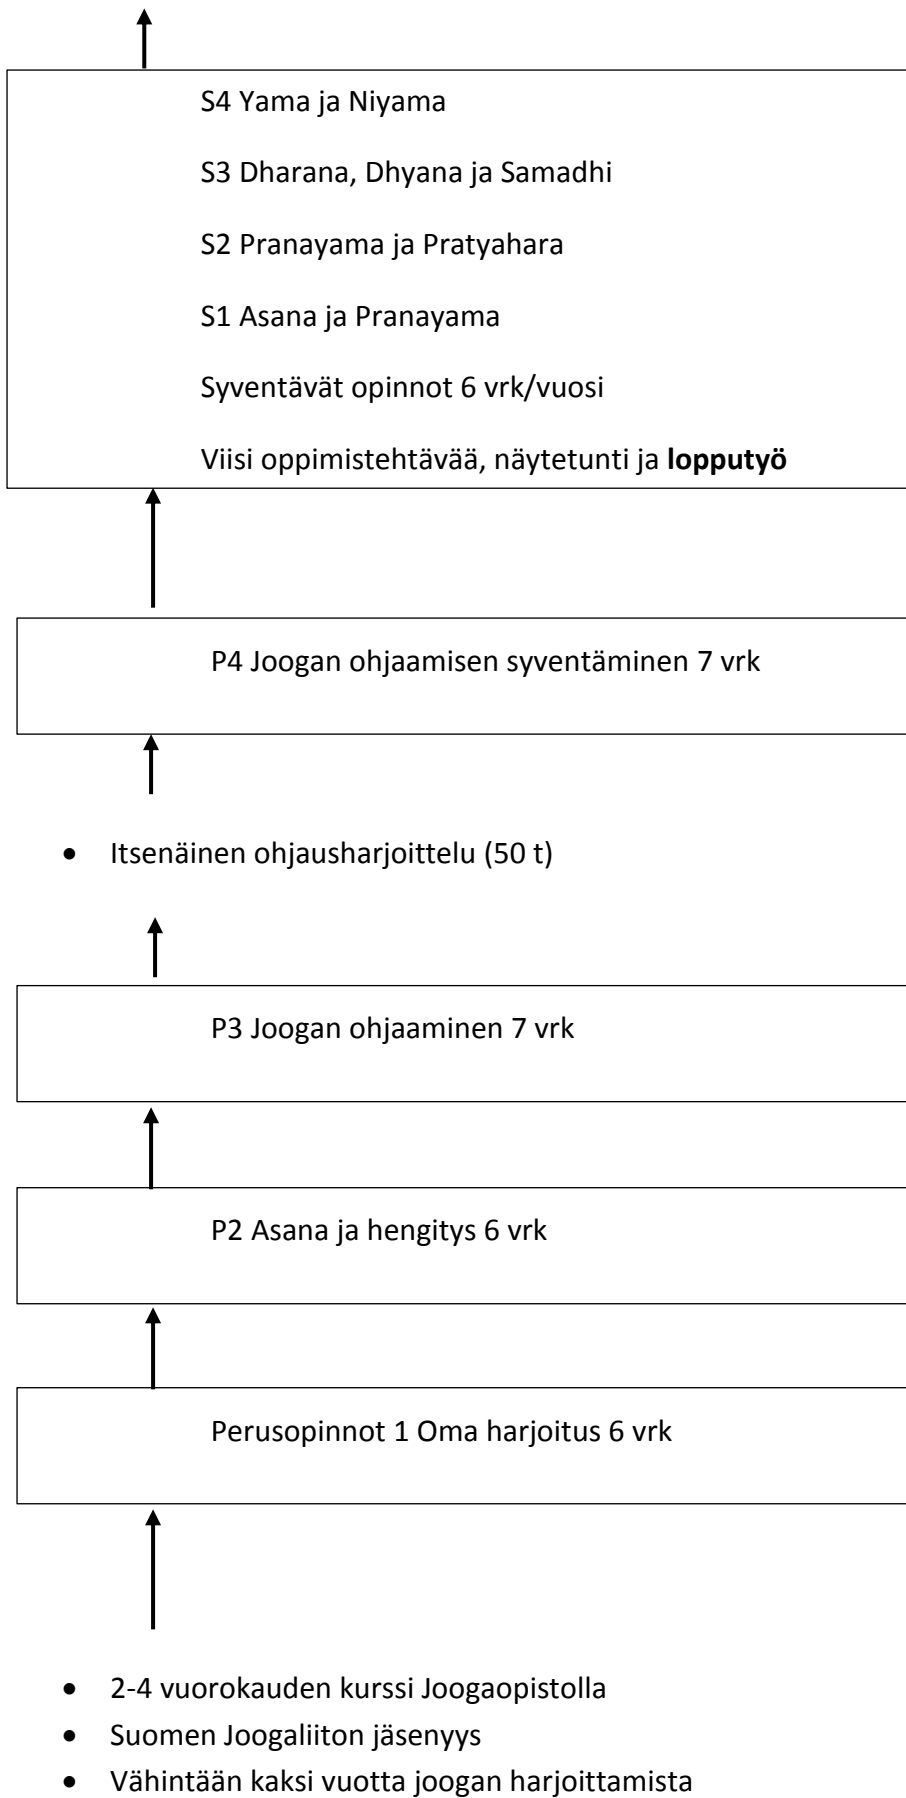 S4 Yama ja Niyama
S3 Dharana, Dhyana ja Samadhi
S2 Pranayama ja Pratyahara
S1 Asana ja Pranayama
Syventävät opinnot 6 vrk/vuosi
Viisi oppimistehtävää, näytetunti ja lopputyö
P4 Joogan ohjaamisen syventäminen 7 vrk
• Itsenäinen ohjausharjoittelu (50 t)
P3 Joogan ohjaaminen 7 vrk
P2 Asana ja hengitys 6 vrk
Perusopinnot 1 Oma harjoitus 6 vrk
• 2-4 vuorokauden kurssi Joogaopistolla
• Suomen Joogaliiton jäsenyys
• Vähintään kaksi vuotta joogan harjoittamista